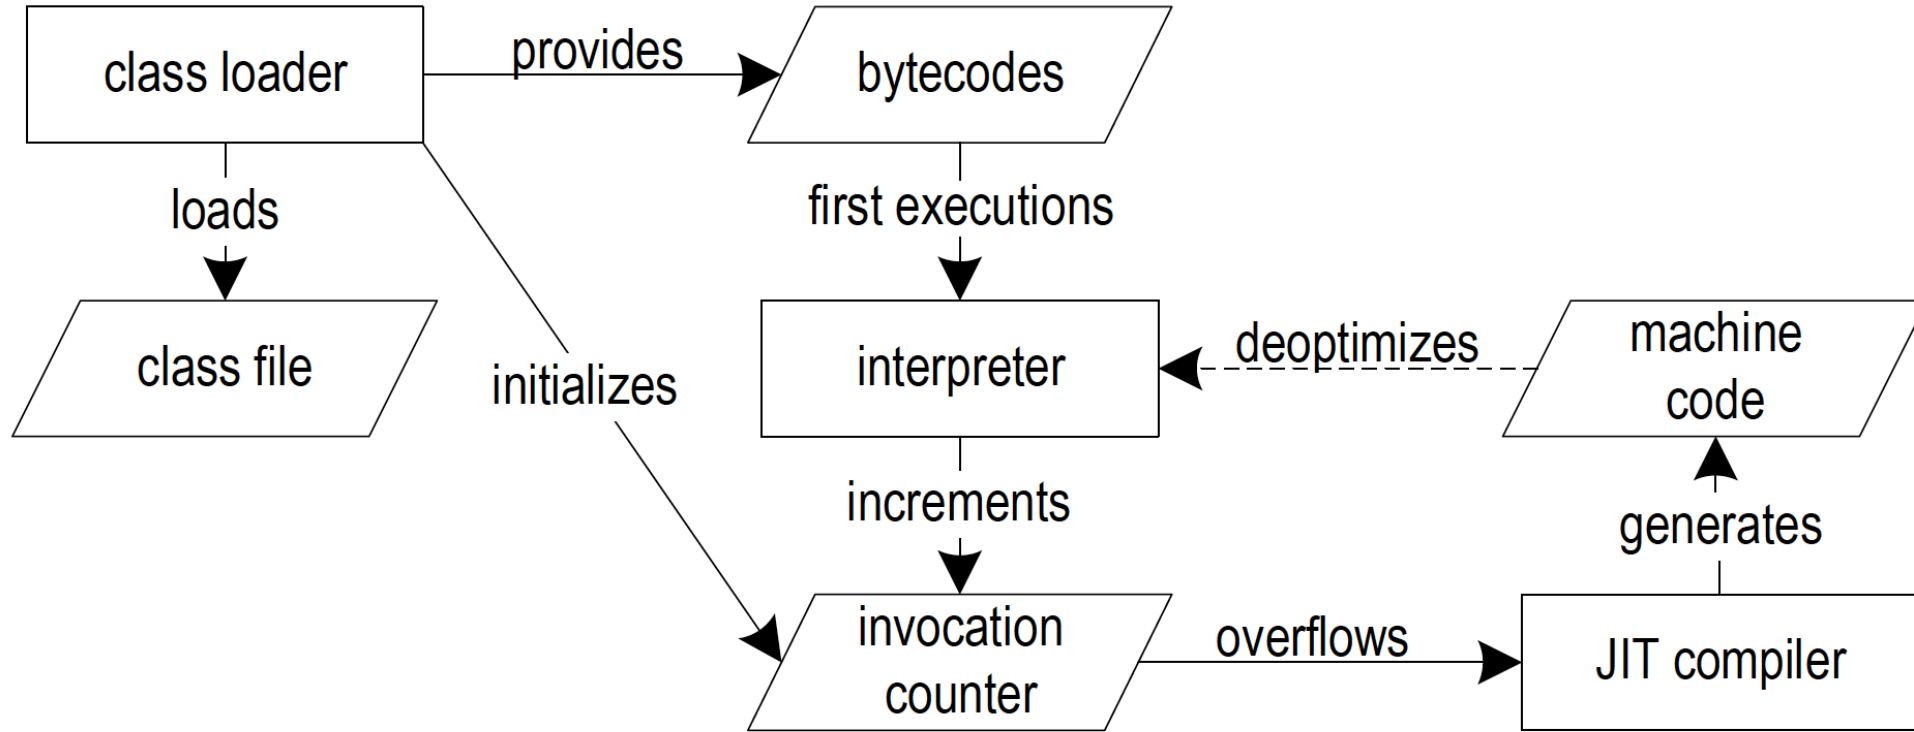 class loader
provides
bytecodes
loads
first executions
class file
initializes
interpreter
deoptimizes
machine
code
increments
generates
invocation
counter
overflows
JIT compiler